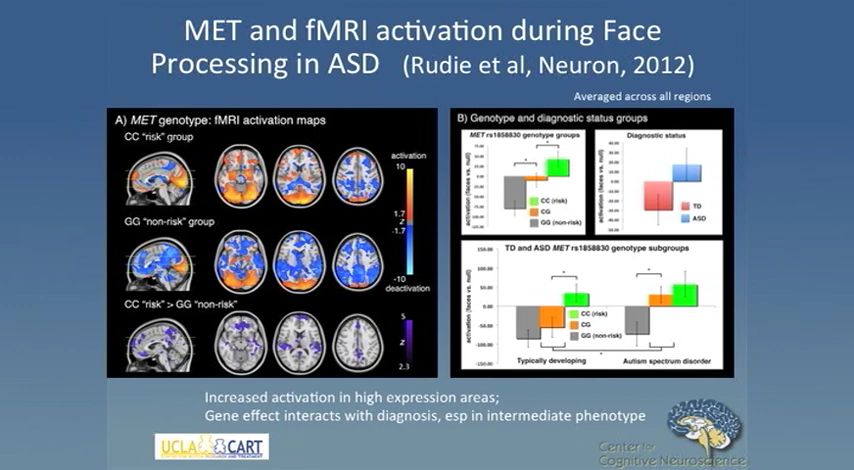 MET and fMRI activation during Face
Processing in ASD (Rudie et al, Neuron, 2012)
Averaged across all regions
A) MET genotype: fMRI activation maps
CC "risk" group
activation
10
1.7
z
-1.7
-10
deactivation
GG "non-risk" group
CC "risk" > GG "non-risk"
z
2.3
B) Genotype and diagnostic status groups
MET rs1858830 genotype groups
activation (faces vs. null)
*
*
CC (risk)
CG
GG (non-risk)
Diagnostic status
activation (faces vs. null)
TD
ASD
TD and ASD MET rs1858830 genotype subgroups
activation (faces vs. null)
150.00
100.00
50.00
0.00
-50.00
-100.00
-150.00
*
*
CC (risk)
CG
GG (non-risk)
*
Typically developing
Autism spectrum disorder
Increased activation in high expression areas;
Gene effect interacts with diagnosis, esp in intermediate phenotype
UCLA CART
Center for
Cognitive Neuroscience